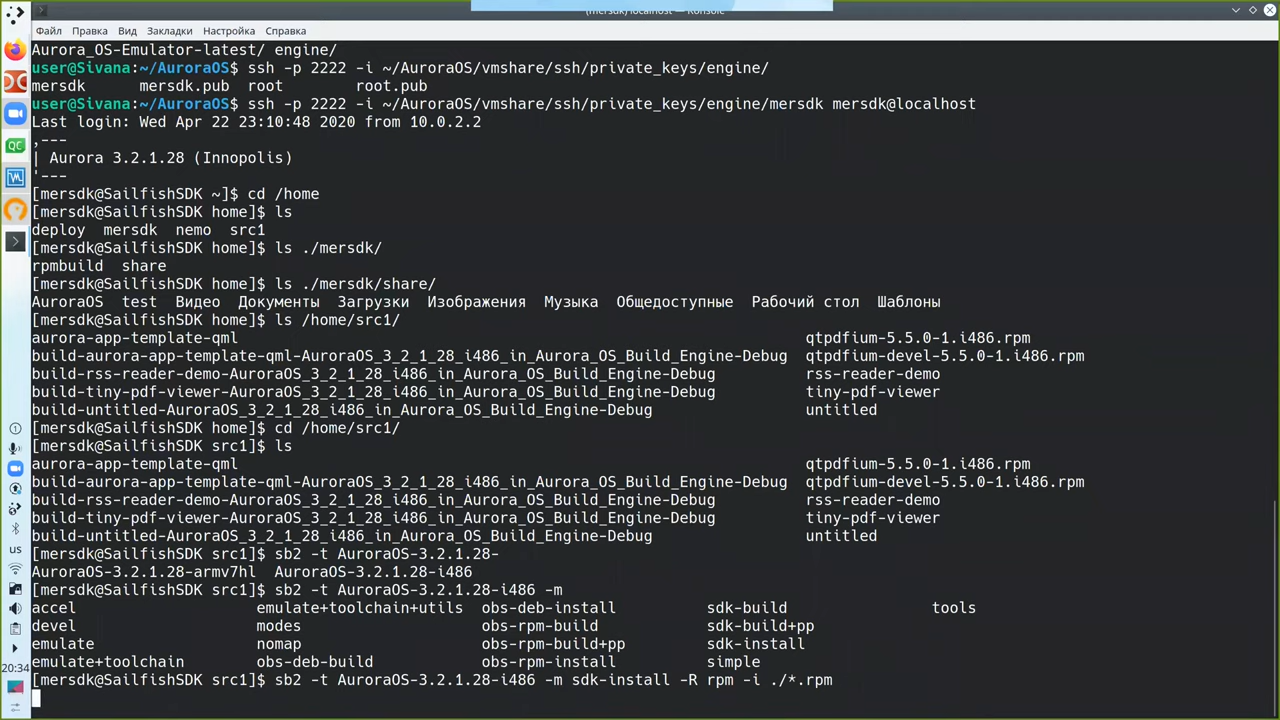 (mersdk) localhost — Konsole
Файл Правка Вид Закладки Настройка Справка
Aurora_OS-Emulator-latest/ engine/
user@Sivana:~/AuroraOS$ ssh -p 2222 -i ~/AuroraOS/vmshare/ssh/private_keys/engine/
mersdk mersdk.pub root root.pub
user@Sivana:~/AuroraOS$ ssh -p 2222 -i ~/AuroraOS/vmshare/ssh/private_keys/engine/mersdk mersdk@localhost
Last login: Wed Apr 22 23:10:48 2020 from 10.0.2.2
,---
| Aurora 3.2.1.28 (Innopolis)
'---
[mersdk@SailfishSDK ~]$ cd /home
[mersdk@SailfishSDK home]$ ls
deploy mersdk nemo src1
[mersdk@SailfishSDK home]$ ls ./mersdk/
rpmbuild share
[mersdk@SailfishSDK home]$ ls ./mersdk/share/
AuroraOS test Видео Документы Загрузки Изображения Музыка Общедоступные Рабочий стол Шаблоны
[mersdk@SailfishSDK home]$ ls /home/src1/
aurora-app-template-qml qtpdfium-5.5.0-1.i486.rpm
build-aurora-app-template-qml-AuroraOS_3_2_1_28_i486_in_Aurora_OS_Build_Engine-Debug qtpdfium-devel-5.5.0-1.i486.rpm
build-rss-reader-demo-AuroraOS_3_2_1_28_i486_in_Aurora_OS_Build_Engine-Debug rss-reader-demo
build-tiny-pdf-viewer-AuroraOS_3_2_1_28_i486_in_Aurora_OS_Build_Engine-Debug tiny-pdf-viewer
build-untitled-AuroraOS_3_2_1_28_i486_in_Aurora_OS_Build_Engine-Debug untitled
[mersdk@SailfishSDK home]$ cd /home/src1/
[mersdk@SailfishSDK src1]$ ls
aurora-app-template-qml qtpdfium-5.5.0-1.i486.rpm
build-aurora-app-template-qml-AuroraOS_3_2_1_28_i486_in_Aurora_OS_Build_Engine-Debug qtpdfium-devel-5.5.0-1.i486.rpm
build-rss-reader-demo-AuroraOS_3_2_1_28_i486_in_Aurora_OS_Build_Engine-Debug rss-reader-demo
build-tiny-pdf-viewer-AuroraOS_3_2_1_28_i486_in_Aurora_OS_Build_Engine-Debug tiny-pdf-viewer
build-untitled-AuroraOS_3_2_1_28_i486_in_Aurora_OS_Build_Engine-Debug untitled
[mersdk@SailfishSDK src1]$ sb2 -t AuroraOS-3.2.1.28-
AuroraOS-3.2.1.28-armv7hl AuroraOS-3.2.1.28-i486
[mersdk@SailfishSDK src1]$ sb2 -t AuroraOS-3.2.1.28-i486 -m
accel emulate+toolchain+utils obs-deb-install sdk-build tools
devel modes obs-rpm-build sdk-build+pp
emulate nomap obs-rpm-build+pp sdk-install
emulate+toolchain obs-deb-build obs-rpm-install simple
[mersdk@SailfishSDK src1]$ sb2 -t AuroraOS-3.2.1.28-i486 -m sdk-install -R rpm -i ./*.rpm
QC
us
20:34